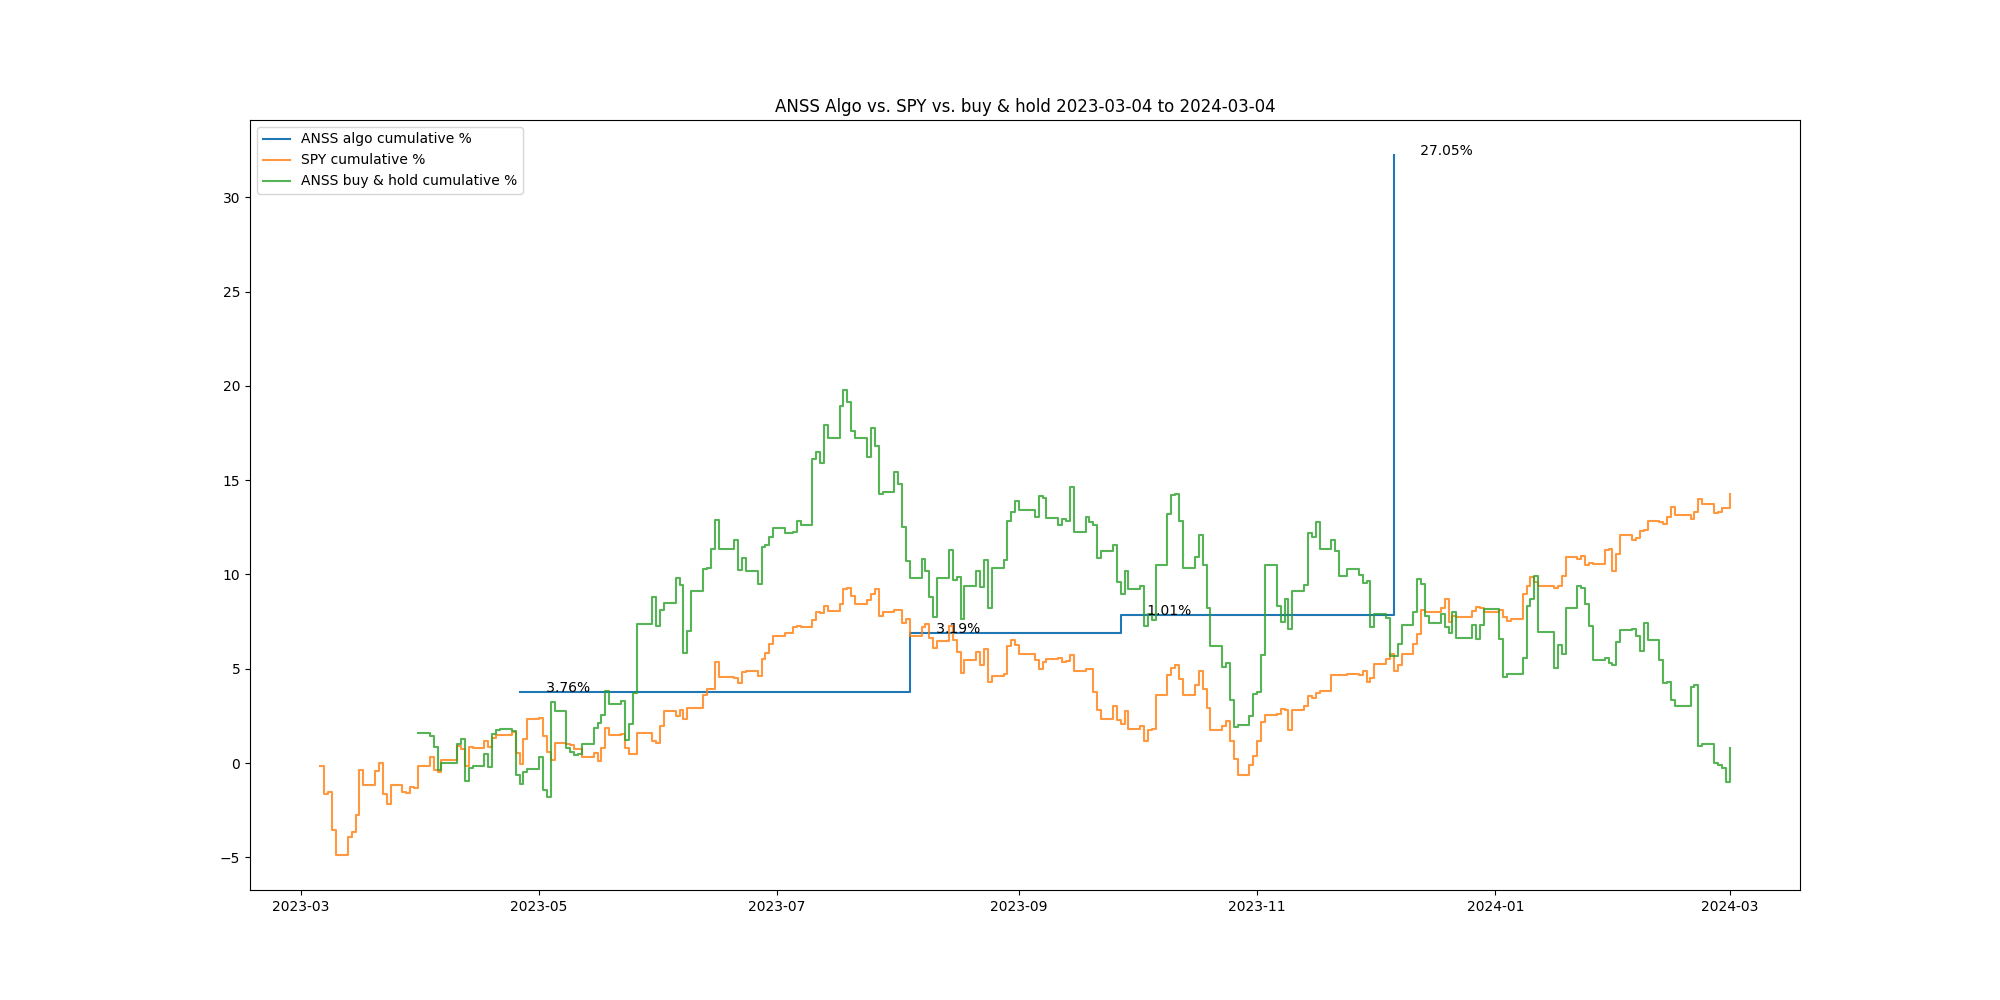 ANSS Algo vs. SPY vs. buy & hold 2023-03-04 to 2024-03-04
ANSS algo cumulative %
SPY cumulative %
ANSS buy & hold cumulative %
27.05%
30
25
20
15
10
1.01%
3.19%
5
3.76%
0
−5
2023-03 2023-05 2023-07 2023-09 2023-11 2024-01 2024-03